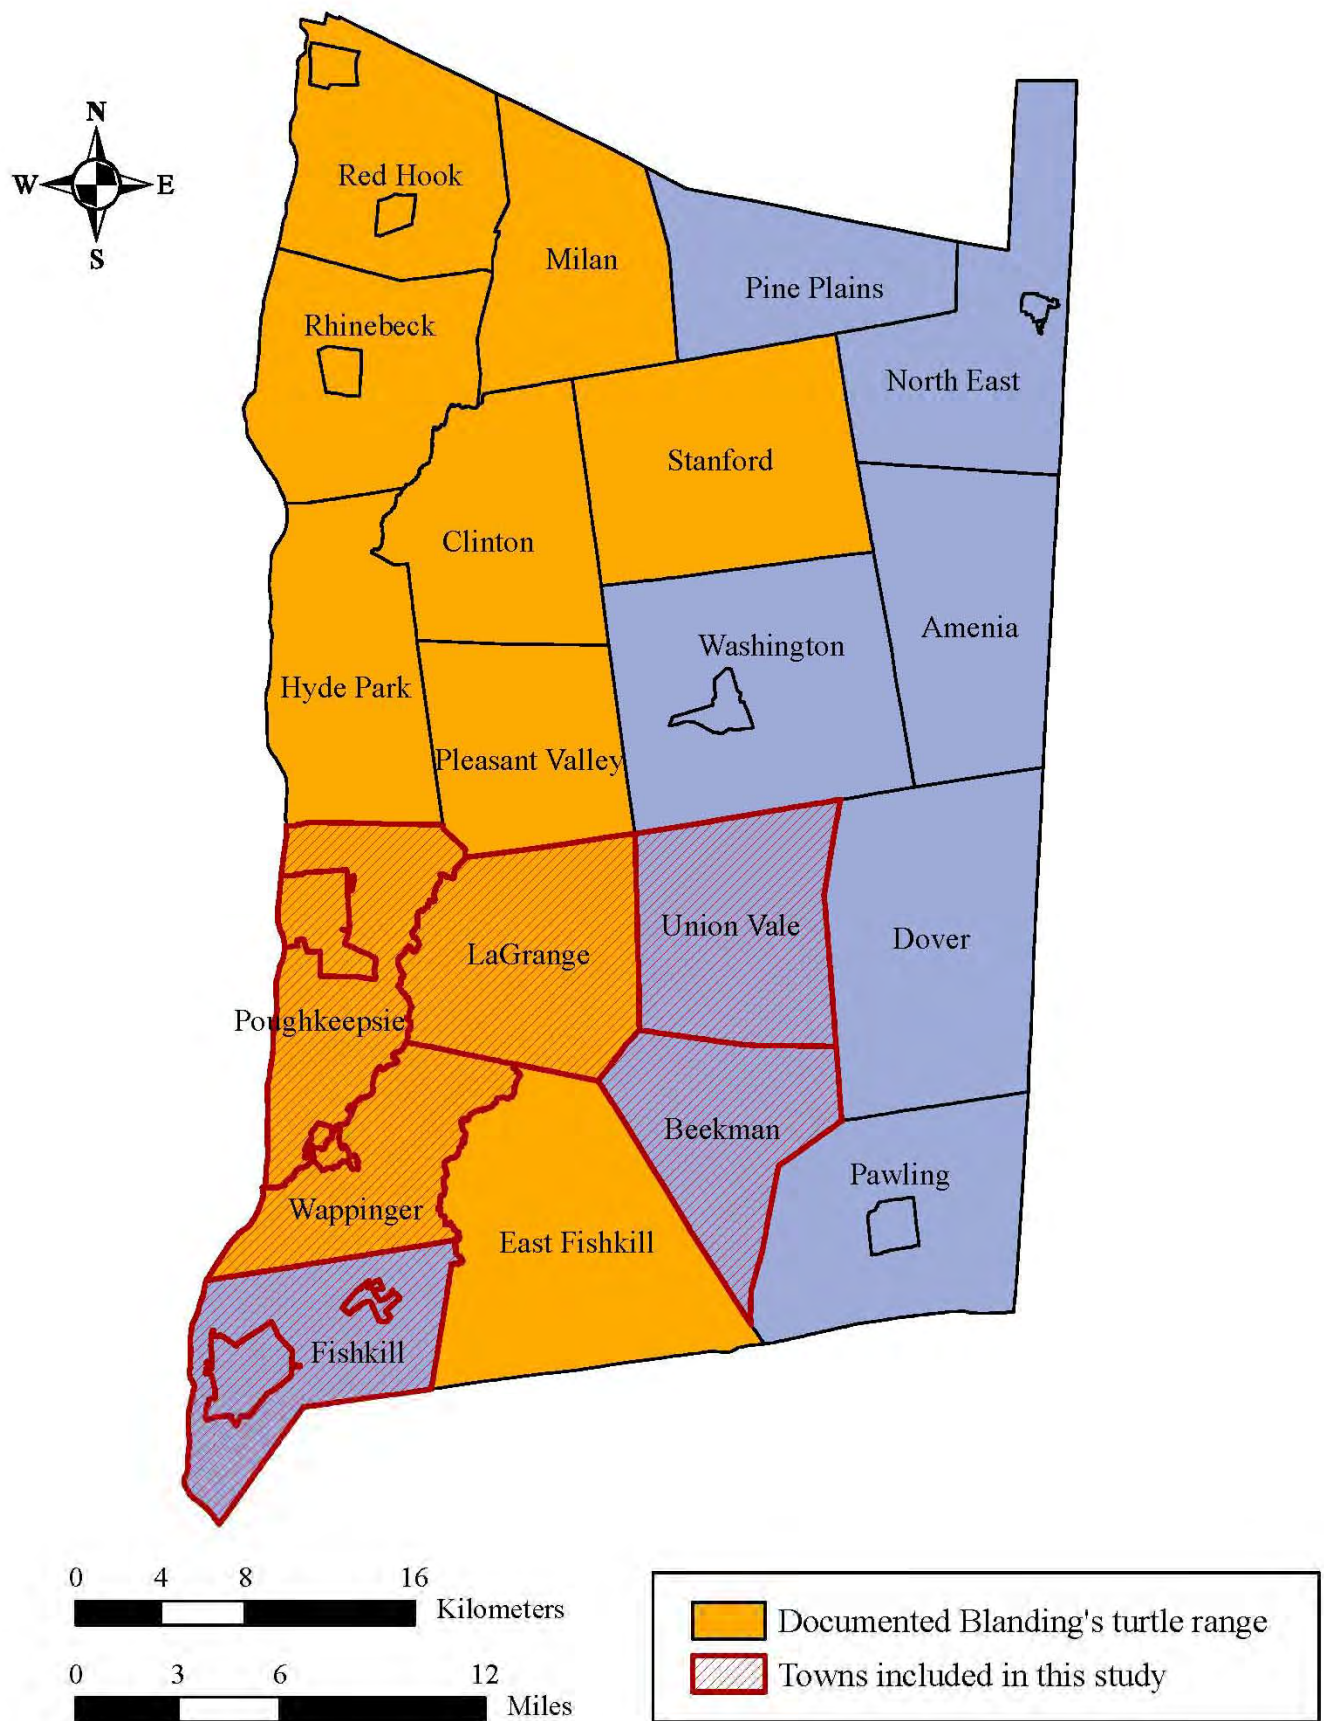 N
W E
S
Red Hook
Milan
Pine Plains
Rhinebeck
North East
Stanford
Clinton
Amenia
Washington
Hyde Park
Pleasant Valley
Union Vale
Dover
LaGrange
Poughkeepsie
Beekman
Pawling
Wappinger
East Fishkill
Fishkill
0 4 8 16
Kilometers
0 3 6 12
Miles
Documented Blanding's turtle range
Towns included in this study